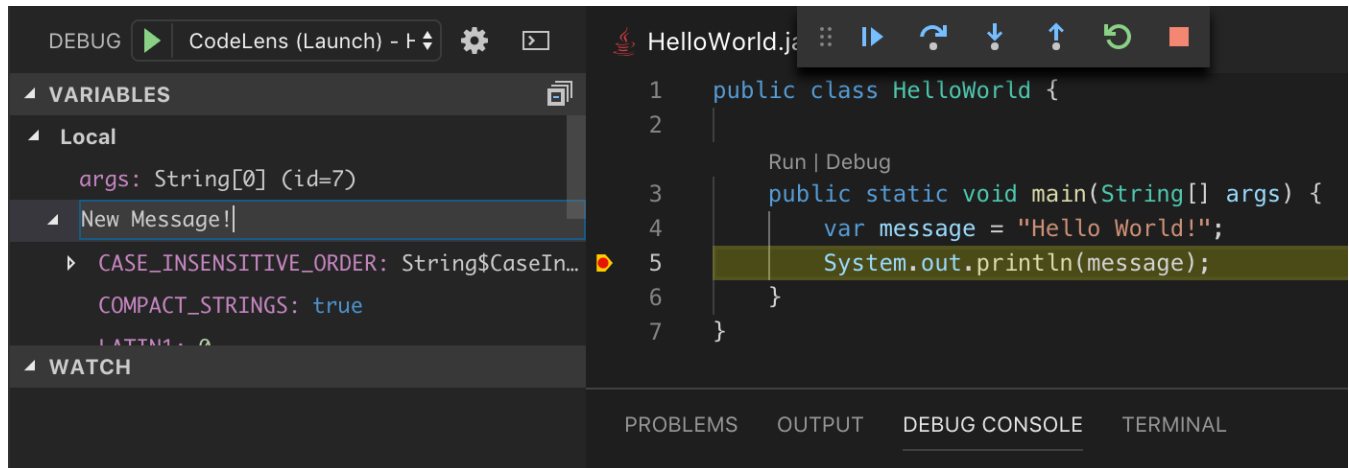 DEBUG CodeLens (Launch) - H
VARIABLES
Local
args: String[0] (id=7)
New Message!
CASE_INSENSITIVE_ORDER: String$CaseIn…
COMPACT_STRINGS: true
LATIN1: 0
WATCH
HelloWorld.ja
1 public class HelloWorld {
2
Run | Debug
3 public static void main(String[] args) {
4 var message = "Hello World!";
5 System.out.println(message);
6 }
7 }
PROBLEMS OUTPUT DEBUG CONSOLE TERMINAL